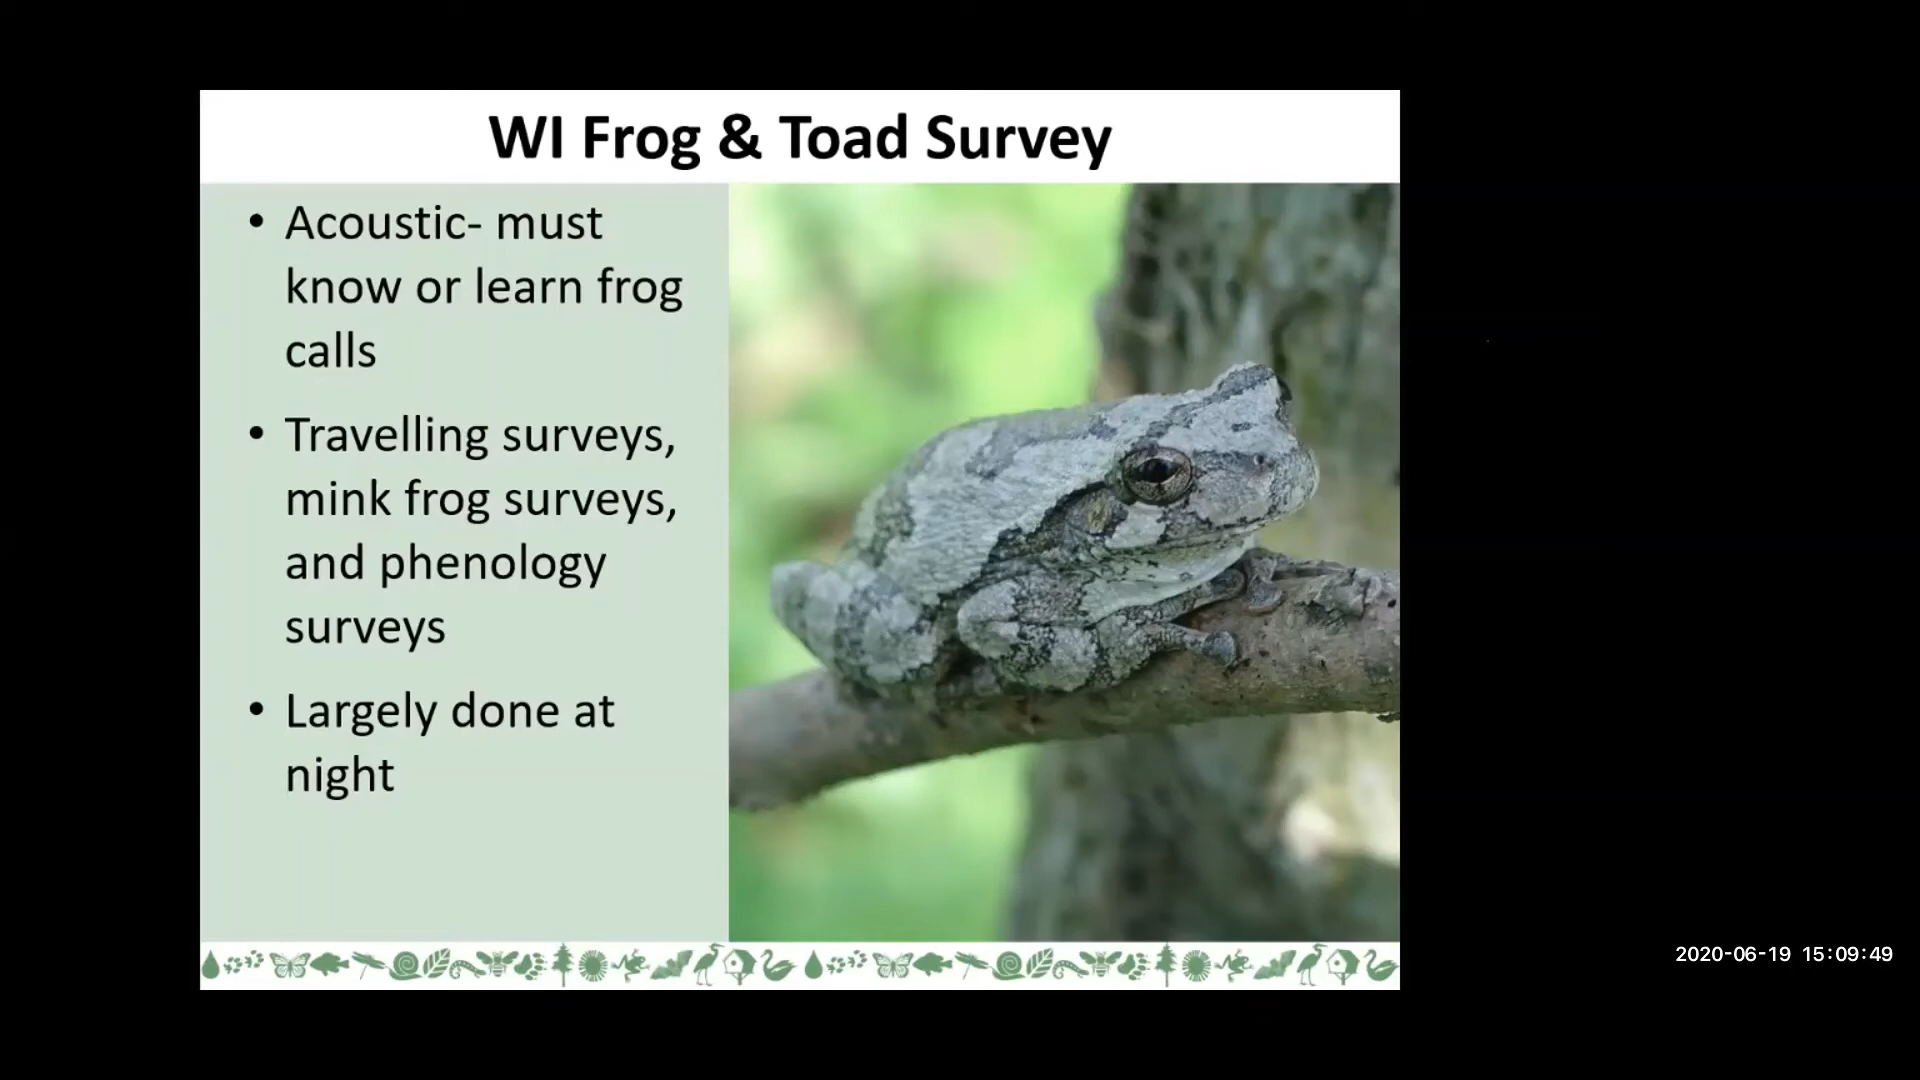 WI Frog & Toad Survey
• Acoustic- must
know or learn frog
calls
• Travelling surveys,
mink frog surveys,
and phenology
surveys
• Largely done at
night
2020-06-19 15:09:49